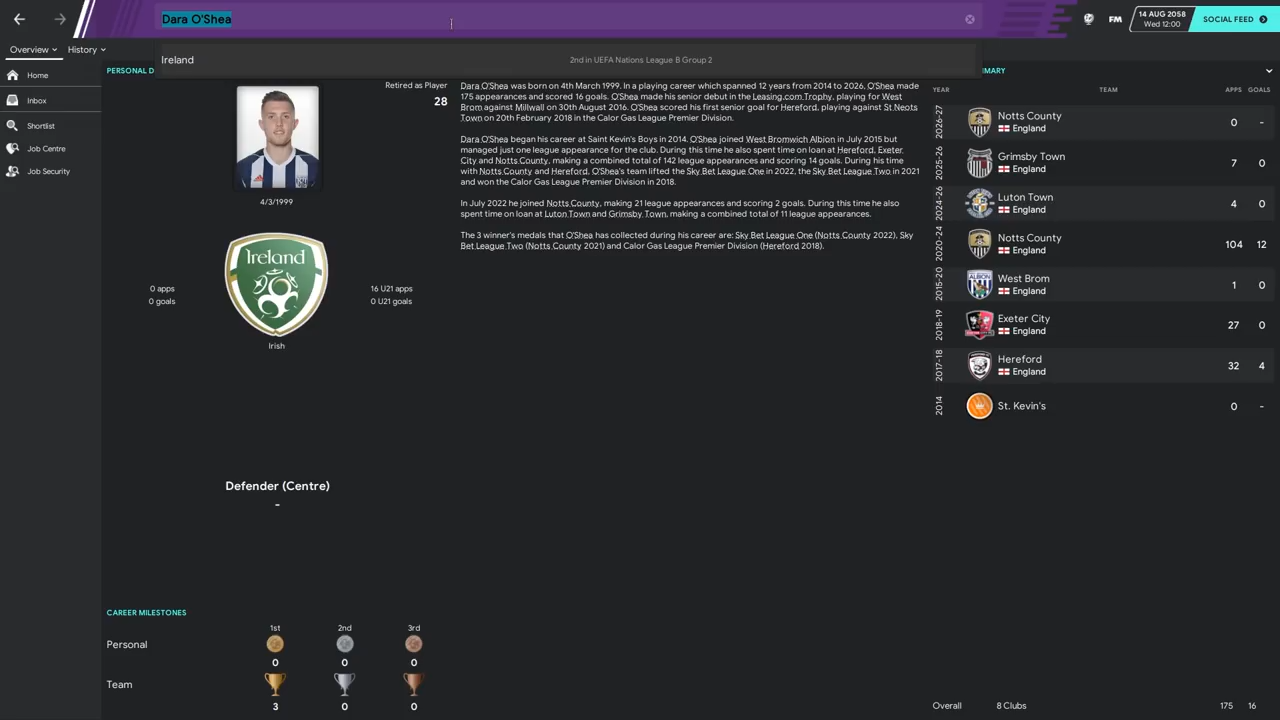 Dara O'Shea
14 AUG 2058
Wed 12:00
FM
SOCIAL FEED
Overview
History
Ireland
2nd in UEFA Nations League B Group 2
Home
Inbox
Shortlist
Job Centre
Job Security
PERSONAL D
Retired as Player
28
4/3/1999
Ireland
0 apps
0 goals
16 U21 apps
0 U21 goals
Irish
Defender (Centre)
-
Dara O'Shea was born on 4th March 1999. In a playing career which spanned 12 years from 2014 to 2026, O'Shea made
175 appearances and scored 16 goals. O'Shea made his senior debut in the Leasing.com Trophy, playing for West
Brom against Millwall on 30th August 2016. O'Shea scored his first senior goal for Hereford, playing against St Neots
Town on 20th February 2018 in the Calor Gas League Premier Division.
Dara O'Shea began his career at Saint Kevin's Boys in 2014. O'Shea joined West Bromwich Albion in July 2015 but
managed just one league appearance for the club. During this time he also spent time on loan at Hereford, Exeter
City and Notts County, making a combined total of 142 league appearances and scoring 14 goals. During his time
with Notts County and Hereford, O'Shea's team lifted the Sky Bet League One in 2022, the Sky Bet League Two in 2021
and won the Calor Gas League Premier Division in 2018.
In July 2022 he joined Notts County, making 21 league appearances and scoring 2 goals. During this time he also
spent time on loan at Luton Town and Grimsby Town, making a combined total of 11 league appearances.
The 3 winner's medals that O'Shea has collected during his career are: Sky Bet League One (Notts County 2022), Sky
Bet League Two (Notts County 2021) and Calor Gas League Premier Division (Hereford 2018).
MMARY
YEAR TEAM APPS GOALS
2026-27 Notts County 0 -
England
2025-26 Grimsby Town 7 0
England
2024-26 Luton Town 4 0
England
2020-24 Notts County 104 12
England
2015-20 West Brom 1 0
England
2018-19 Exeter City 27 0
England
2017-18 Hereford 32 4
England
2014 St. Kevin's 0 -
CAREER MILESTONES
1st 2nd 3rd
Personal
0 0 0
Team
3 0 0
Overall 8 Clubs 175 16